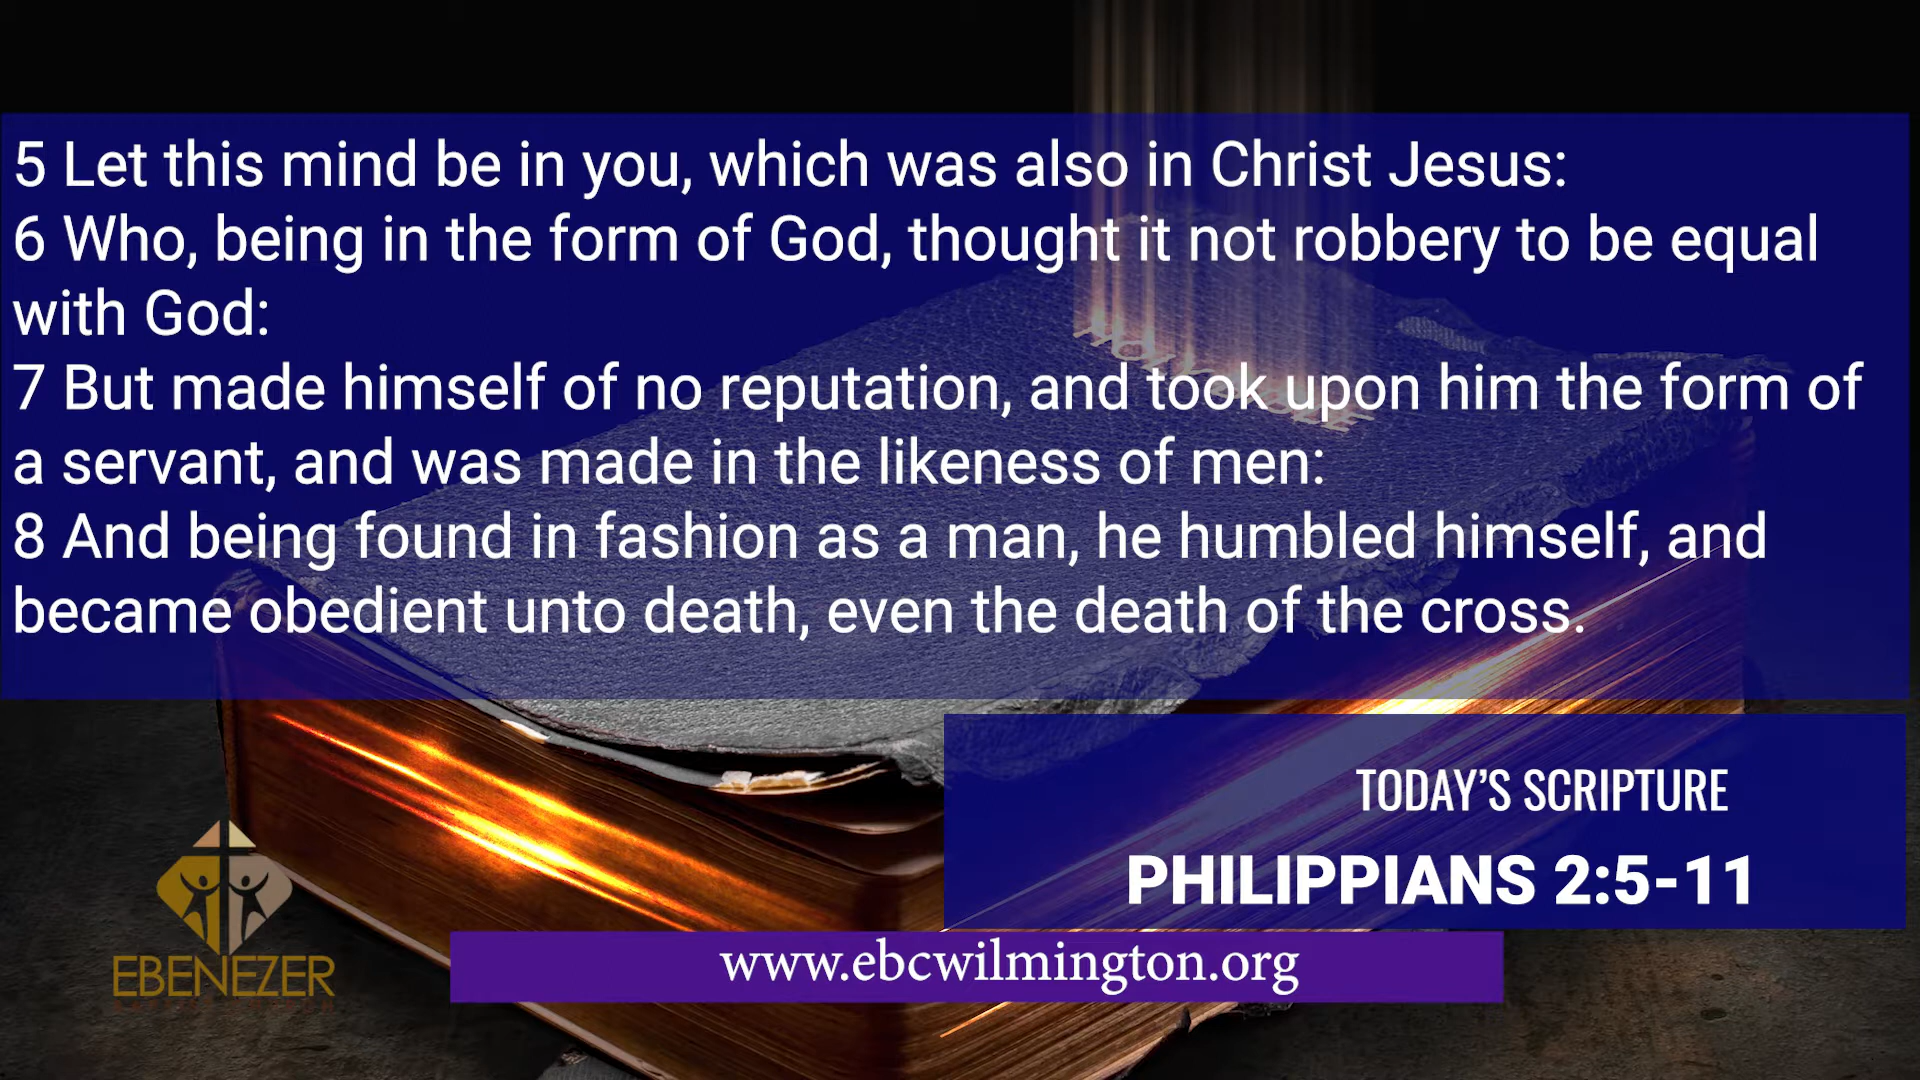 5 Let this mind be in you, which was also in Christ Jesus:
6 Who, being in the form of God, thought it not robbery to be equal
with God:
7 But made himself of no reputation, and took upon him the form of
a servant, and was made in the likeness of men:
8 And being found in fashion as a man, he humbled himself, and
became obedient unto death, even the death of the cross.
HOLY BIBLE
TODAY'S SCRIPTURE
PHILIPPIANS 2:5-11
EBENEZER
www.ebcwilmington.org